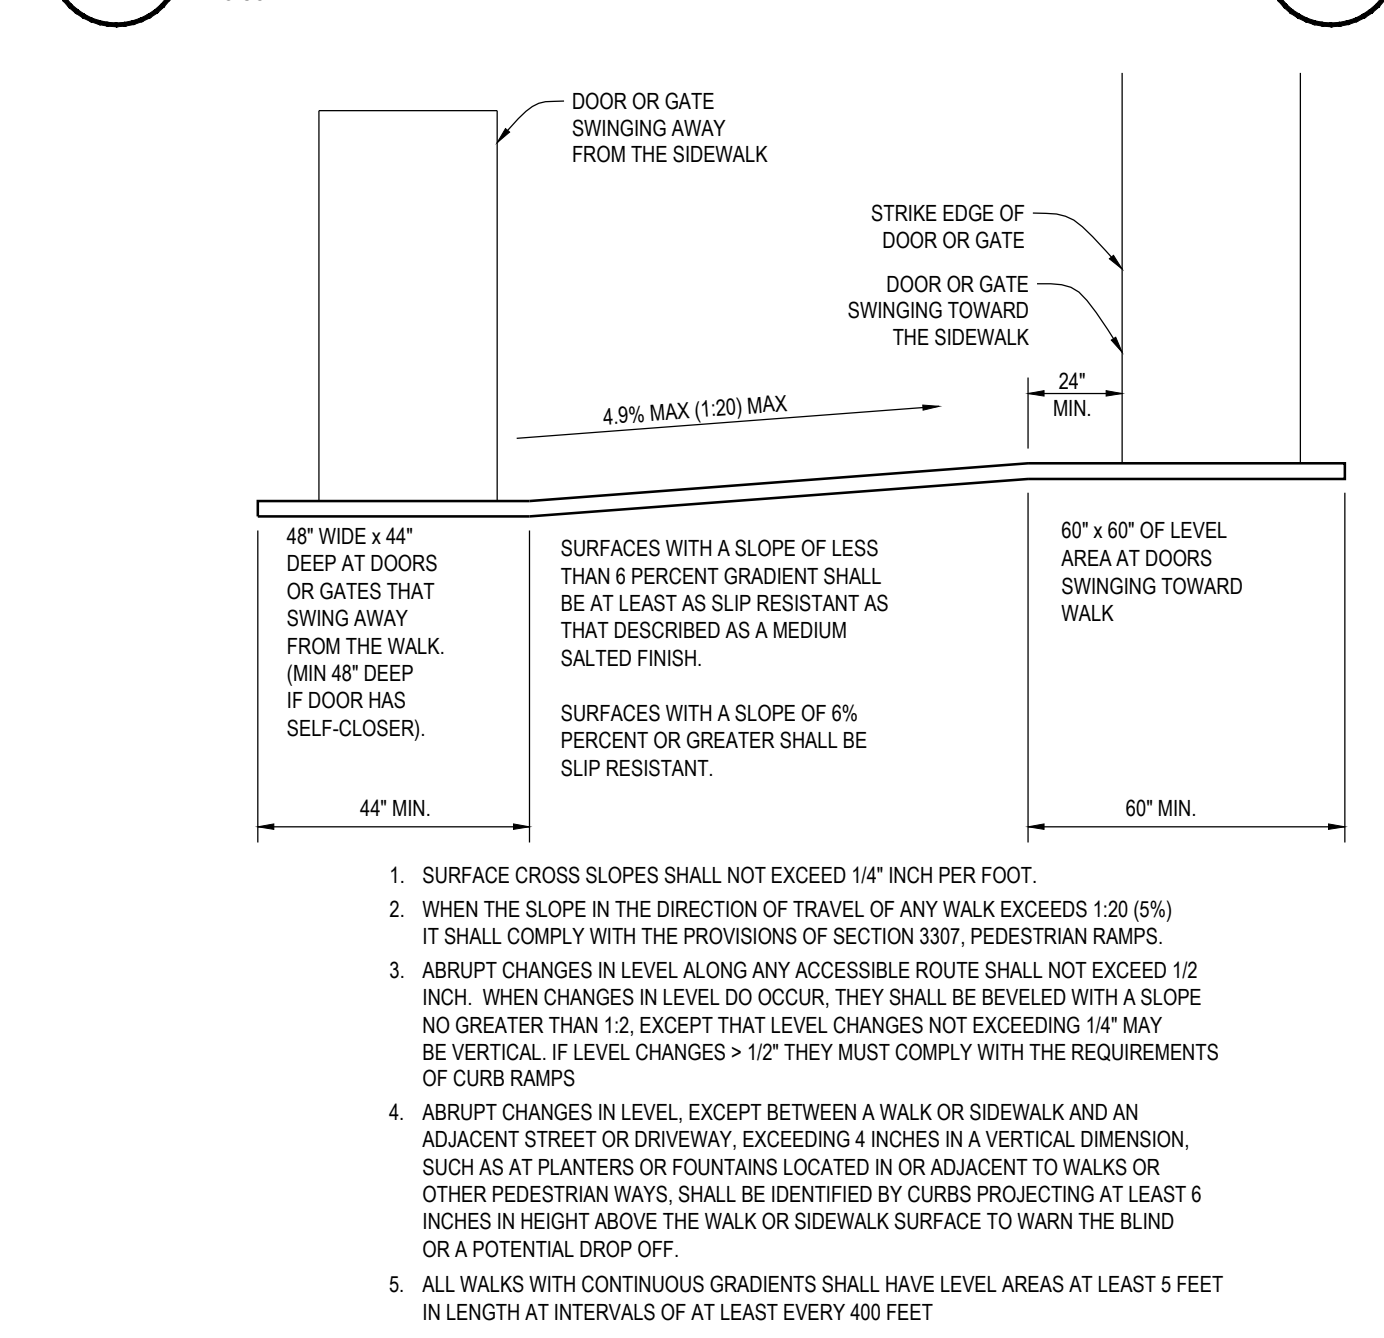 DOOR OR GATE
SWINGING AWAY
FROM THE SIDEWALK
STRIKE EDGE OF
DOOR OR GATE
DOOR OR GATE
SWINGING TOWARD
THE SIDEWALK
24"
MIN.
4.9% MAX (1:20) MAX
48" WIDE x 44"
DEEP AT DOORS
OR GATES THAT
SWING AWAY
FROM THE WALK.
(MIN 48" DEEP
IF DOOR HAS
SELF-CLOSER).
SURFACES WITH A SLOPE OF LESS
THAN 6 PERCENT GRADIENT SHALL
BE AT LEAST AS SLIP RESISTANT AS
THAT DESCRIBED AS A MEDIUM
SALTED FINISH.
SURFACES WITH A SLOPE OF 6%
PERCENT OR GREATER SHALL BE
SLIP RESISTANT.
60" x 60" OF LEVEL
AREA AT DOORS
SWINGING TOWARD
WALK
44" MIN.
60" MIN.
1. SURFACE CROSS SLOPES SHALL NOT EXCEED 1/4" INCH PER FOOT.
2. WHEN THE SLOPE IN THE DIRECTION OF TRAVEL OF ANY WALK EXCEEDS 1:20 (5%)
IT SHALL COMPLY WITH THE PROVISIONS OF SECTION 3307, PEDESTRIAN RAMPS.
3. ABRUPT CHANGES IN LEVEL ALONG ANY ACCESSIBLE ROUTE SHALL NOT EXCEED 1/2
INCH. WHEN CHANGES IN LEVEL DO OCCUR, THEY SHALL BE BEVELED WITH A SLOPE
NO GREATER THAN 1:2, EXCEPT THAT LEVEL CHANGES NOT EXCEEDING 1/4" MAY
BE VERTICAL. IF LEVEL CHANGES > 1/2" THEY MUST COMPLY WITH THE REQUIREMENTS
OF CURB RAMPS
4. ABRUPT CHANGES IN LEVEL, EXCEPT BETWEEN A WALK OR SIDEWALK AND AN
ADJACENT STREET OR DRIVEWAY, EXCEEDING 4 INCHES IN A VERTICAL DIMENSION,
SUCH AS AT PLANTERS OR FOUNTAINS LOCATED IN OR ADJACENT TO WALKS OR
OTHER PEDESTRIAN WAYS, SHALL BE IDENTIFIED BY CURBS PROJECTING AT LEAST 6
INCHES IN HEIGHT ABOVE THE WALK OR SIDEWALK SURFACE TO WARN THE BLIND
OR A POTENTIAL DROP OFF.
5. ALL WALKS WITH CONTINUOUS GRADIENTS SHALL HAVE LEVEL AREAS AT LEAST 5 FEET
IN LENGTH AT INTERVALS OF AT LEAST EVERY 400 FEET